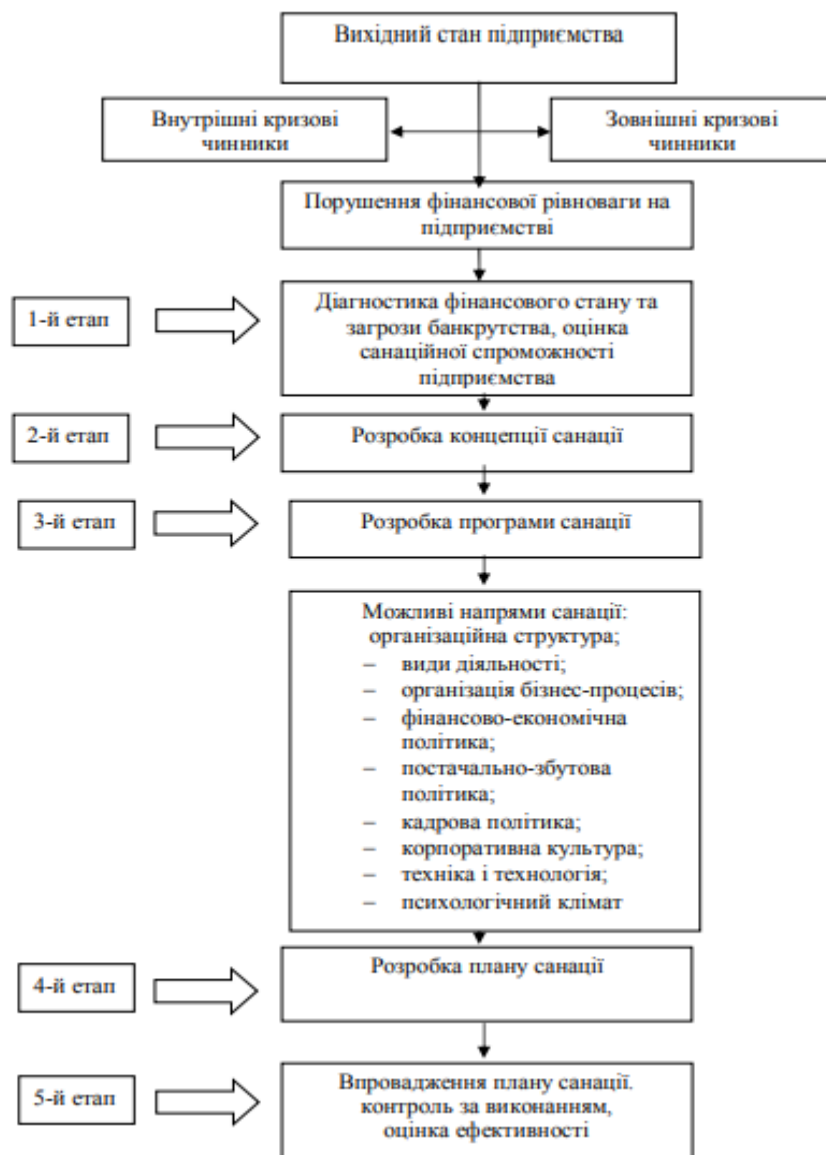 Вихідний стан підприємства
Внутрішні кризові
чинники
Зовнішні кризові
чинники
Порушення фінансової рівноваги на
підприємстві
1-й етап
Діагностика фінансового стану та
загрози банкрутства, оцінка
санаційної спроможності
підприємства
2-й етап
Розробка концепції санації
3-й етап
Розробка програми санації
Можливі напрями санації:
організаційна структура;
– види діяльності;
– організація бізнес-процесів;
– фінансово-економічна
політика;
– постачально-збутова
політика;
– кадрова політика;
– корпоративна культура;
– техніка і технологія;
– психологічний клімат
4-й етап
Розробка плану санації
5-й етап
Впровадження плану санації.
контроль за виконанням,
оцінка ефективності